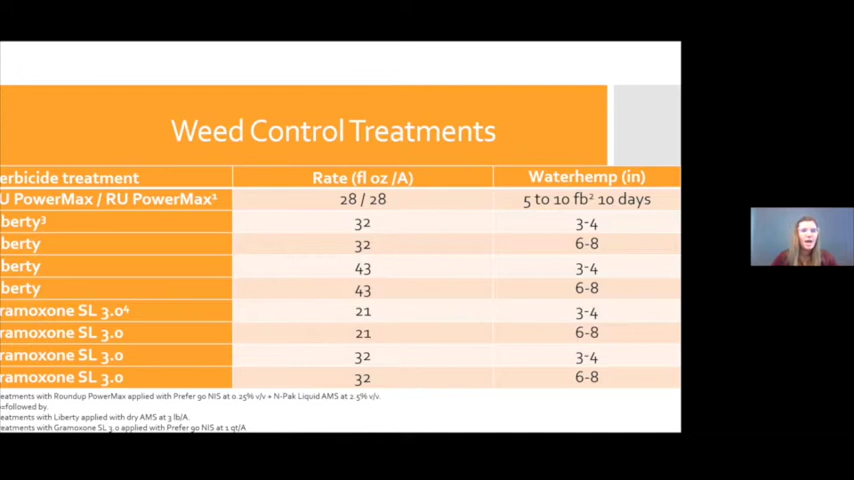 Weed Control Treatments
erbicide treatment Rate (fl oz /A) Waterhemp (in)
U PowerMax / RU PowerMax¹ 28 / 28 5 to 10 fb² 10 days
berty³ 32 3-4
berty 32 6-8
berty 43 3-4
berty 43 6-8
ramoxone SL 3.0⁴ 21 3-4
ramoxone SL 3.0 21 6-8
ramoxone SL 3.0 32 3-4
ramoxone SL 3.0 32 6-8
eatments with Roundup PowerMax applied with Prefer 90 NIS at 0.25% v/v + N-Pak Liquid AMS at 2.5% v/v.
=followed by.
eatments with Liberty applied with dry AMS at 3 lb/A.
eatments with Gramoxone SL 3.0 applied with Prefer 90 NIS at 1 qt/A